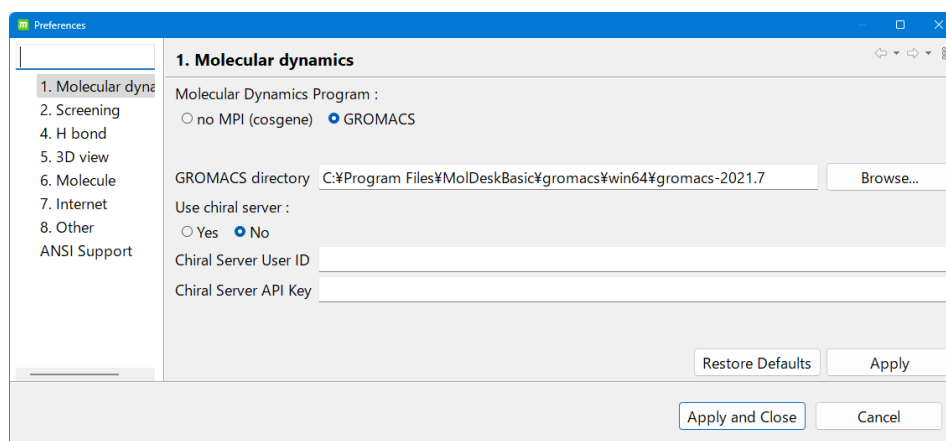 Preferences
1. Molecular dyna
2. Screening
4. H bond
5. 3D view
6. Molecule
7. Internet
8. Other
ANSI Support
1. Molecular dynamics
Molecular Dynamics Program :
no MPI (cosgene) GROMACS
GROMACS directory C:¥Program Files¥MolDeskBasic¥gromacs¥win64¥gromacs-2021.7 Browse...
Use chiral server :
Yes No
Chiral Server User ID
Chiral Server API Key
Restore Defaults Apply
Apply and Close Cancel